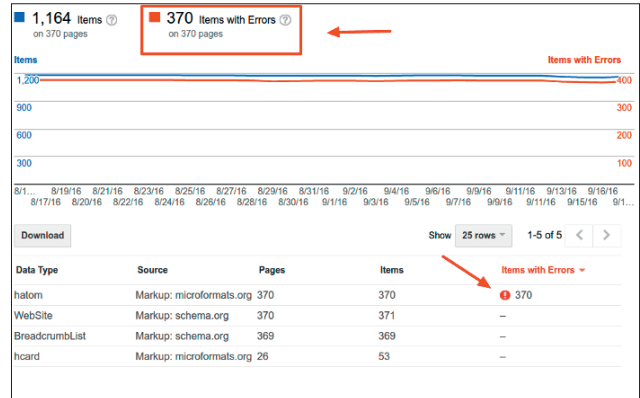 1,164 Items ?
370 Items with Errors ?
on 370 pages
on 370 pages
Items
Items with Errors
1,200
400
900
300
600
200
300
100
8/1... 8/19/16 8/21/16 8/23/16 8/25/16 8/27/16 8/29/16 8/31/16 9/2/16 9/4/16 9/6/16 9/8/16 9/11/16 9/13/16 9/16/16
8/17/16 8/20/16 8/22/16 8/24/16 8/26/16 8/28/16 8/30/16 9/1/16 9/3/16 9/5/16 9/7/16 9/9/16 9/11/16 9/15/16 9/1...
Download
Show 25 rows 1-5 of 5 < >
Data Type Source Pages Items Items with Errors
hatom Markup: microformats.org 370 370 ! 370
WebSite Markup: schema.org 370 371 –
BreadcrumbList Markup: schema.org 369 369 –
hcard Markup: microformats.org 26 53 –